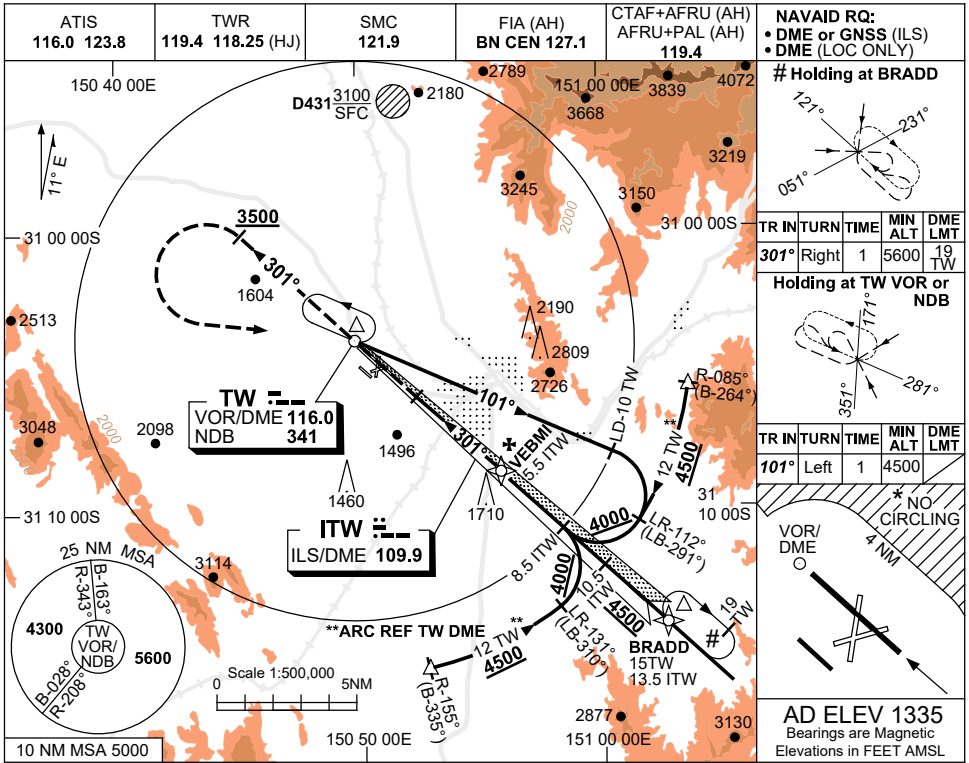 ATIS
116.0 123.8
TWR
119.4 118.25 (HJ)
SMC
121.9
FIA (AH)
BN CEN 127.1
CTAF+AFRU (AH)
AFRU+PAL (AH)
119.4
NAVAID RQ:
• DME or GNSS (ILS)
• DME (LOC ONLY)
150 40 00E
D431 3100
SFC
2180
2789
151 00 00E
3668
3839
4072
3219
3245
3150
2000
31 00 00S
11° E
31 00 00S
3500
301°
1604
2513
2190
2809
2726
R-085°
(B-264°)
101°
LD-10 TW
**
12 TW
4500
TW
VOR/DME 116.0
NDB 341
301°
VEBMI
5.5 ITW
2000
3048
2098
1496
1460
1710
31
10 00S
31 10 00S
ITW
ILS/DME 109.9
4000
LR-112°
(LB-291°)
8.5 ITW
4000
10.5
ITW
4500
19
TW
#
3114
25 NM MSA
B-163°
R-343°
4300
TW
VOR/
NDB
5600
B-028°
R-208°
**ARC REF TW DME
**
12 TW
4500
LR-131°
(LB-310°)
BRADD
15TW
13.5 ITW
R-155°
(B-335°)
Scale 1:500,000
0 5NM
2877
3130
10 NM MSA 5000
150 50 00E
151 00 00E
# Holding at BRADD
121°
231°
051°
TR IN TURN TIME MIN ALT DME LMT
301° Right 1 5600 19 TW
Holding at TW VOR or
NDB
171°
281°
351°
TR IN TURN TIME MIN ALT DME LMT
101° Left 1 4500
* NO
CIRCLING
4 NM
VOR/
DME
AD ELEV 1335
Bearings are Magnetic
Elevations in FEET AMSL